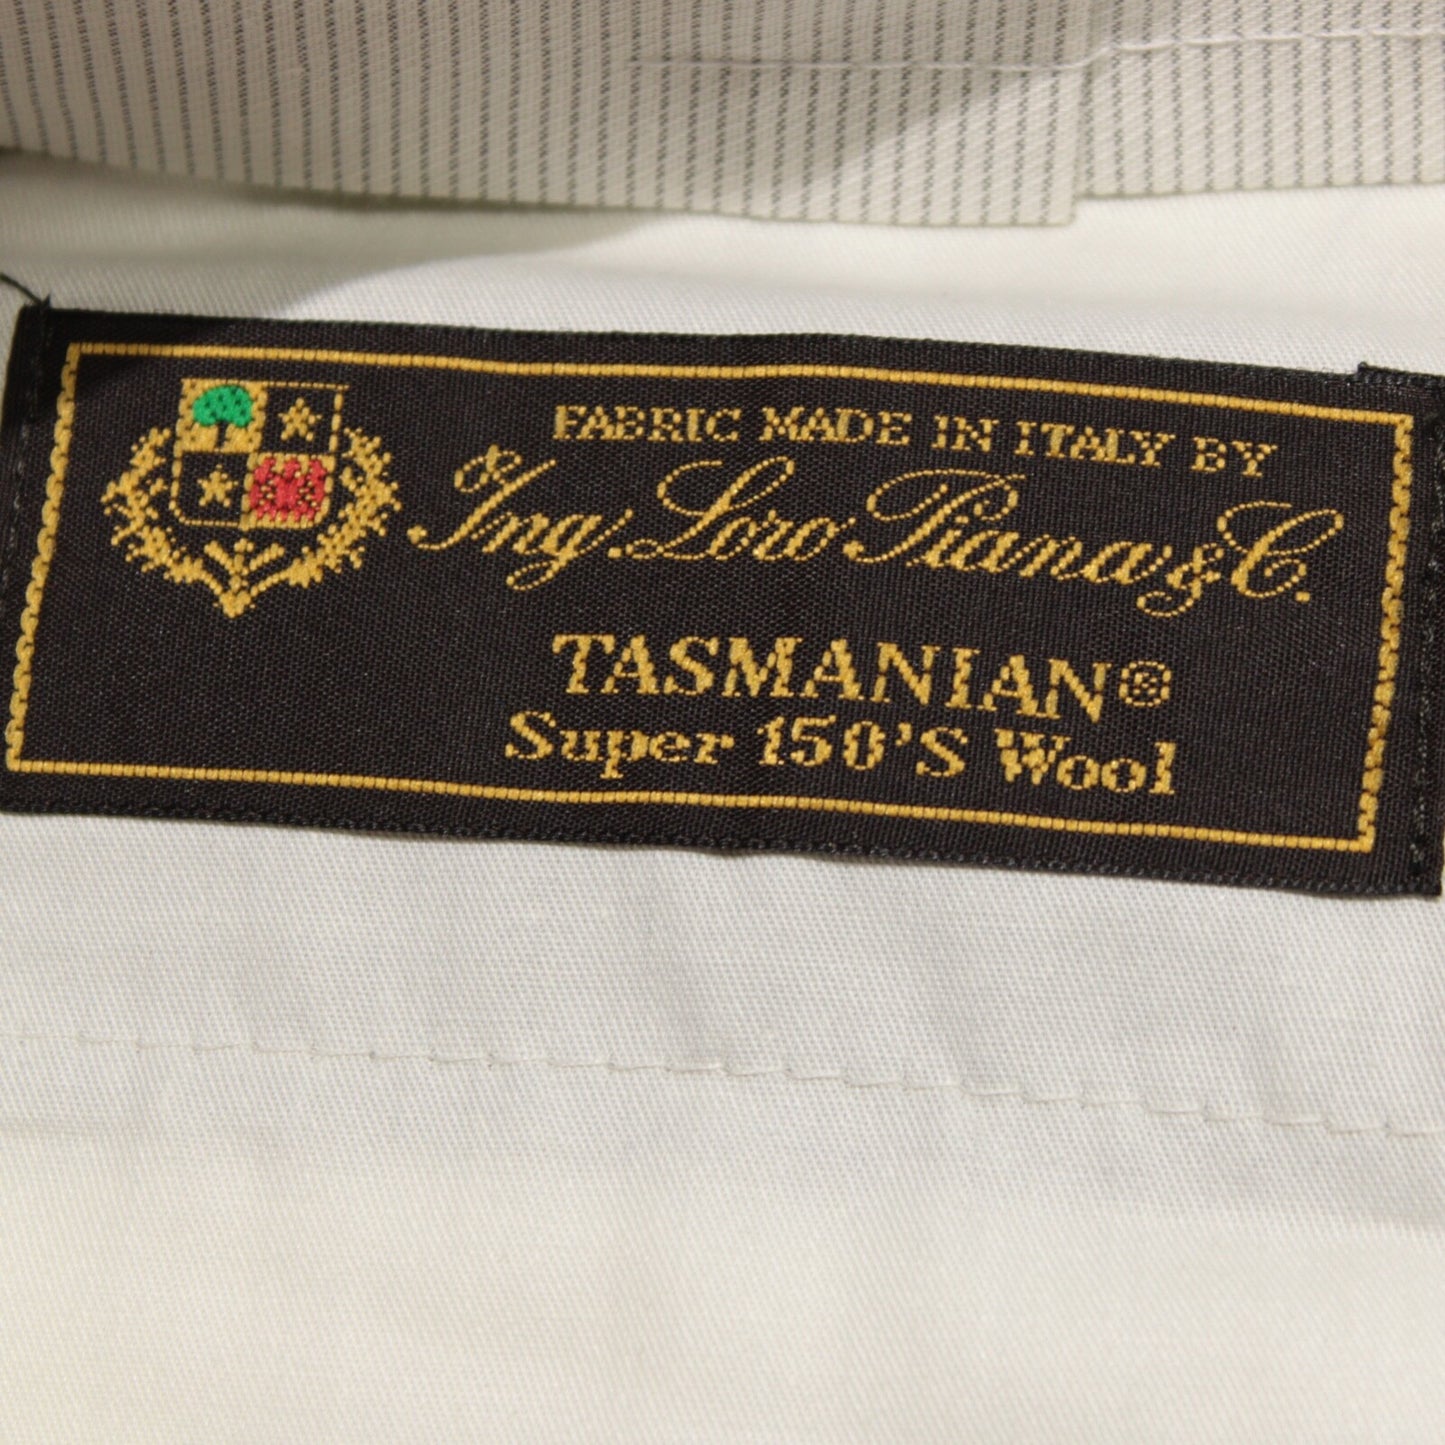 FABRIC MADE IN ITALY BY
Ing. Loro Piana & C.
TASMANIAN®
Super 150'S Wool